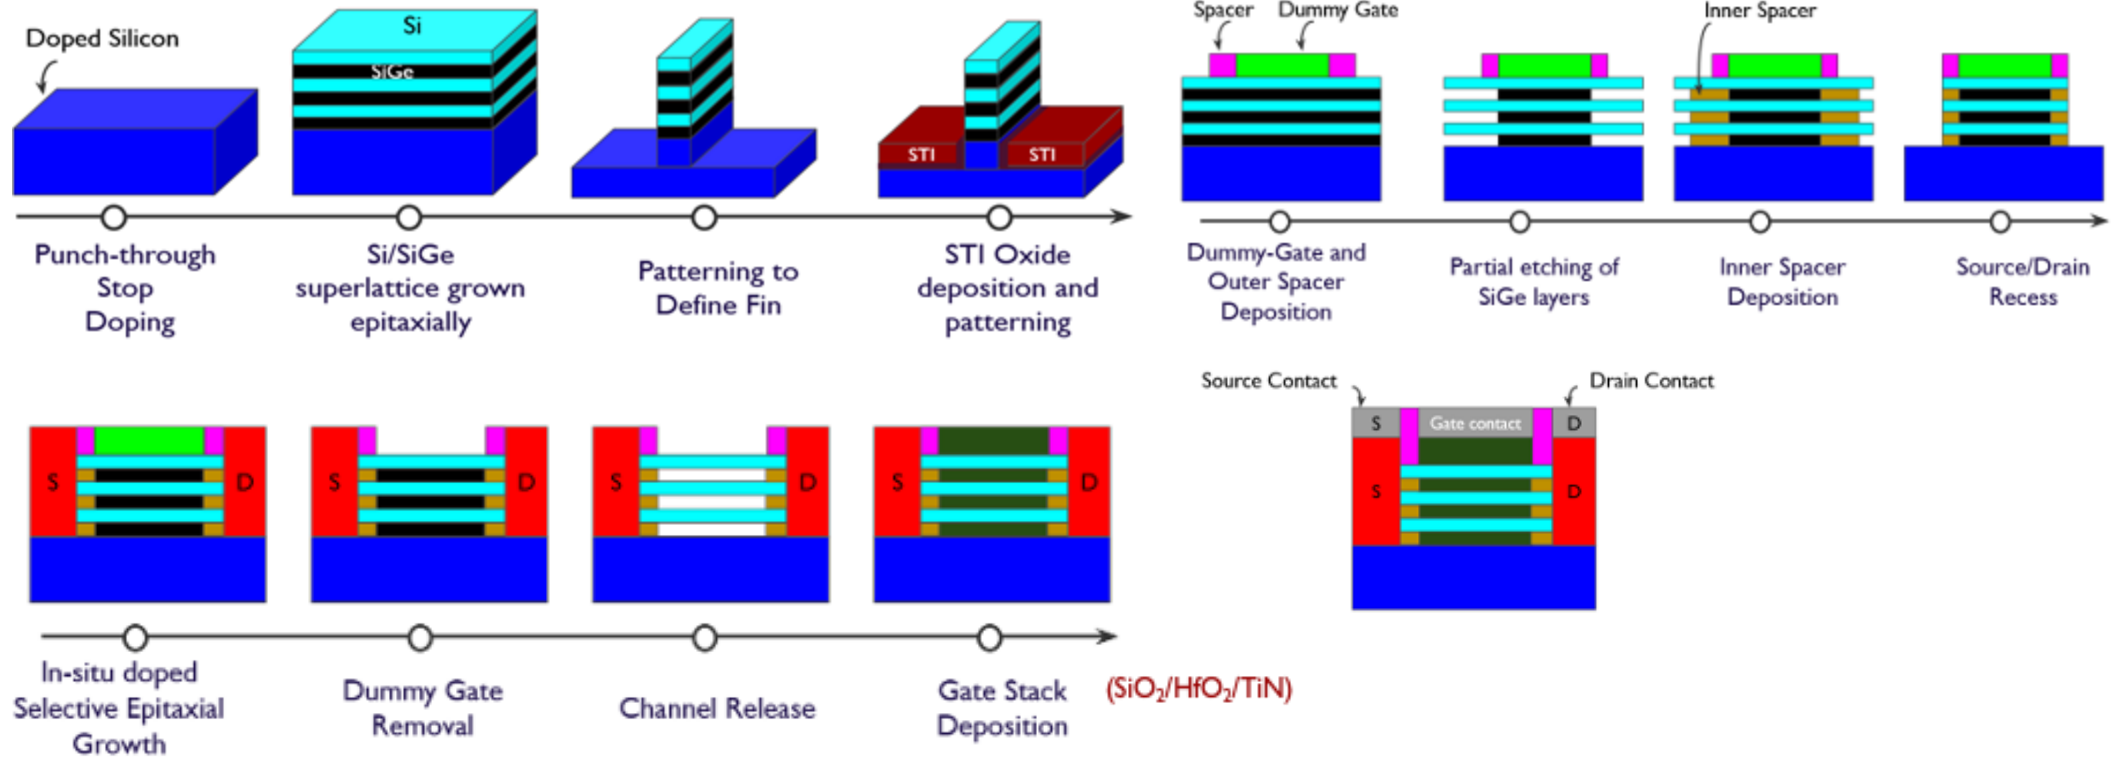 Doped Silicon
Si
SiGe
STI
STI
Punch-through
Stop
Doping
Si/SiGe
superlattice grown
epitaxially
Patterning to
Define Fin
STI Oxide
deposition and
patterning
Spacer
Dummy Gate
Inner Spacer
Dummy-Gate and
Outer Spacer
Deposition
Partial etching of
SiGe layers
Inner Spacer
Deposition
Source/Drain
Recess
S
D
S
D
S
D
S
D
In-situ doped
Selective Epitaxial
Growth
Dummy Gate
Removal
Channel Release
Gate Stack
Deposition
(SiO₂/HfO₂/TiN)
Source Contact
Drain Contact
S
Gate contact
D
S
D